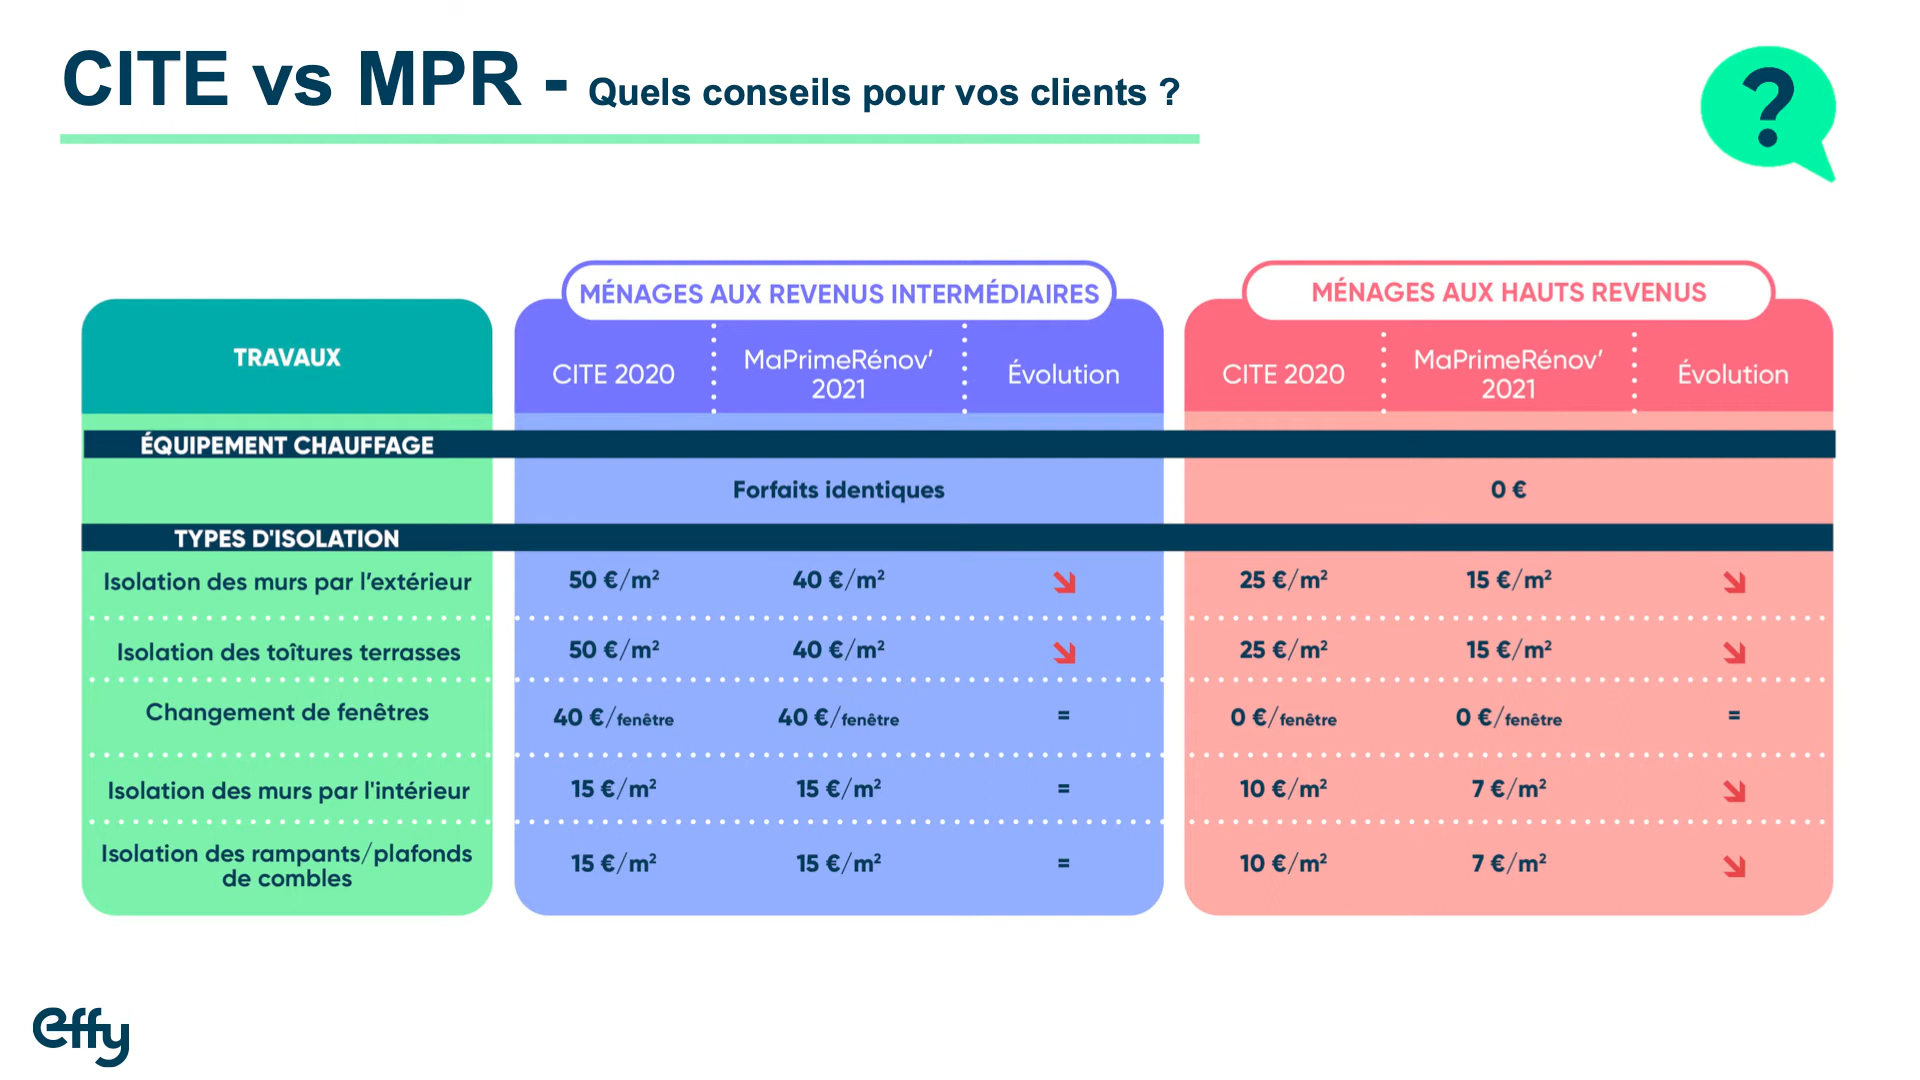 CITE vs MPR - Quels conseils pour vos clients ?
?
MÉNAGES AUX REVENUS INTERMÉDIAIRES
MÉNAGES AUX HAUTS REVENUS
TRAVAUX
CITE 2020
MaPrimeRénov’
2021
Évolution
CITE 2020
MaPrimeRénov’
2021
Évolution
ÉQUIPEMENT CHAUFFAGE
Forfaits identiques
0 €
TYPES D'ISOLATION
Isolation des murs par l’extérieur 50 €/m² 40 €/m² 25 €/m² 15 €/m²
Isolation des toîtures terrasses 50 €/m² 40 €/m² 25 €/m² 15 €/m²
Changement de fenêtres 40 €/fenêtre 40 €/fenêtre = 0 €/fenêtre 0 €/fenêtre =
Isolation des murs par l'intérieur 15 €/m² 15 €/m² = 10 €/m² 7 €/m²
Isolation des rampants/plafonds
de combles
15 €/m² 15 €/m² = 10 €/m² 7 €/m²
effy